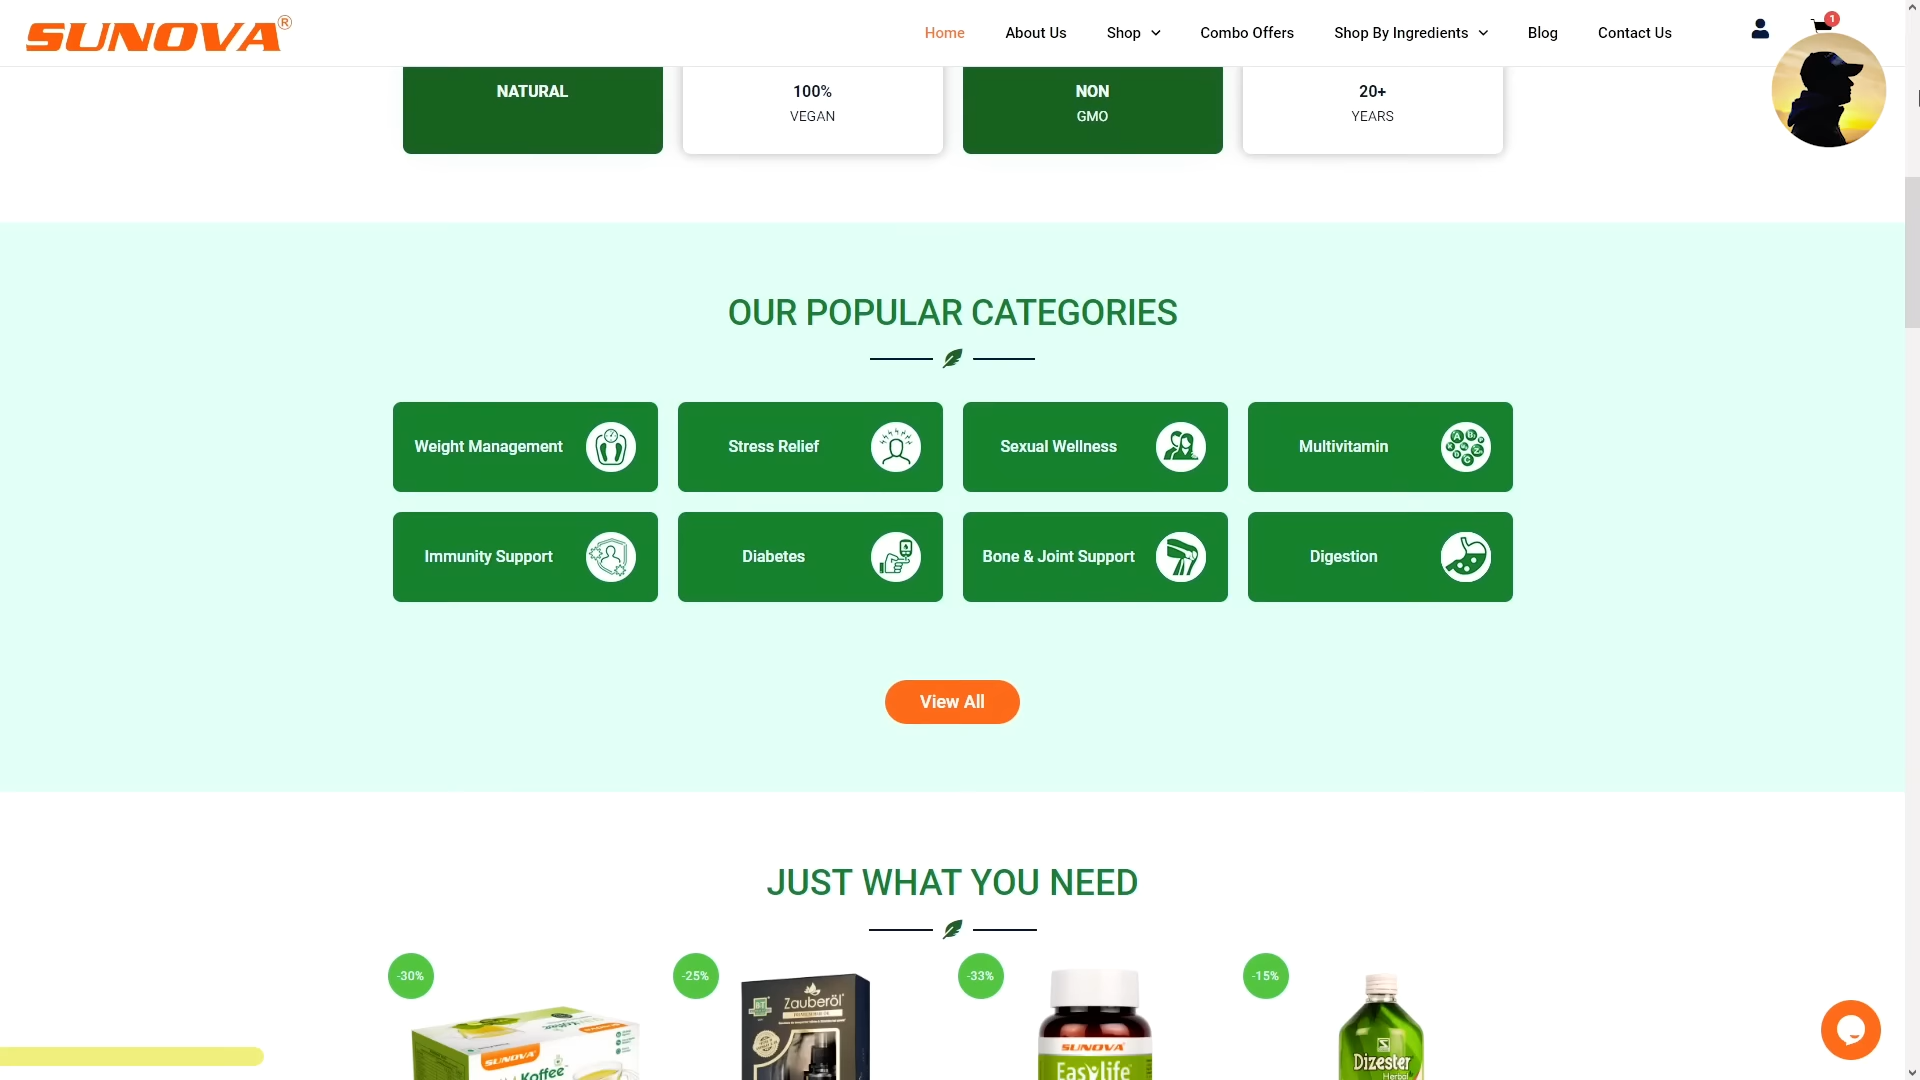 SUNOVA®
Home
About Us
Shop
Combo Offers
Shop By Ingredients
Blog
Contact Us
1
NATURAL
100%
VEGAN
NON
GMO
20+
YEARS
OUR POPULAR CATEGORIES
Weight Management
Stress Relief
Sexual Wellness
Multivitamin
Immunity Support
Diabetes
Bone & Joint Support
Digestion
View All
JUST WHAT YOU NEED
-30%
-25%
-33%
-15%
SUNOVA
Koffee
Zauberöl
SUNOVA
Easylife
Dizester
Herbal